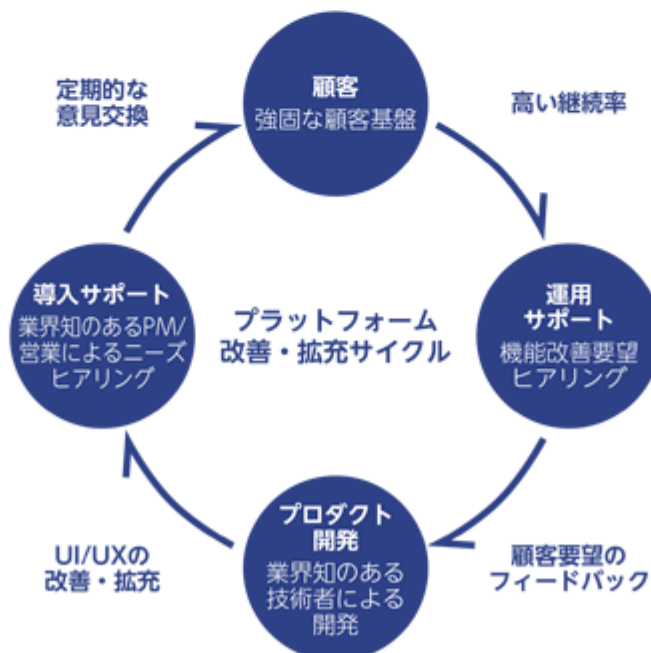 顧客
強固な顧客基盤
高い継続率
運用
サポート
機能改善要望
ヒアリング
顧客要望の
フィードバック
プロダクト
開発
業界知のある
技術者による
開発
UI/UXの
改善・拡充
導入サポート
業界知のあるPM/
営業によるニーズ
ヒアリング
定期的な
意見交換
プラットフォーム
改善・拡充サイクル